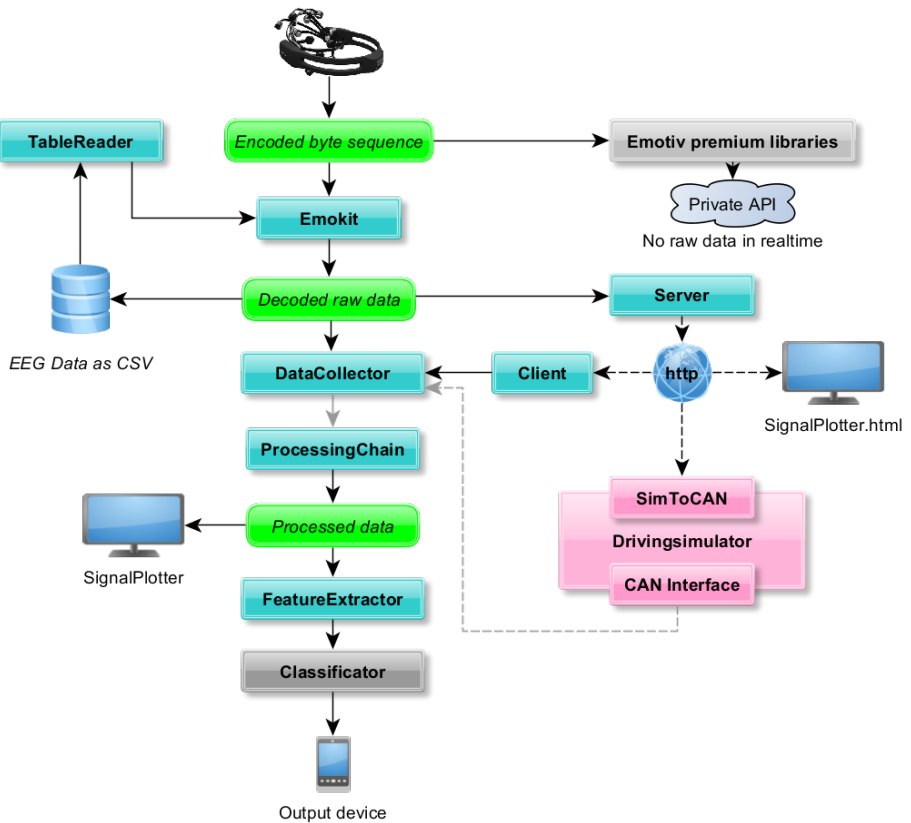 TableReader
Encoded byte sequence
Emotiv premium libraries
Private API
No raw data in realtime
Emokit
Decoded raw data
Server
EEG Data as CSV
DataCollector
Client
http
SignalPlotter.html
ProcessingChain
SimToCAN
Processed data
Drivingsimulator
SignalPlotter
CAN Interface
FeatureExtractor
Classificator
Output device